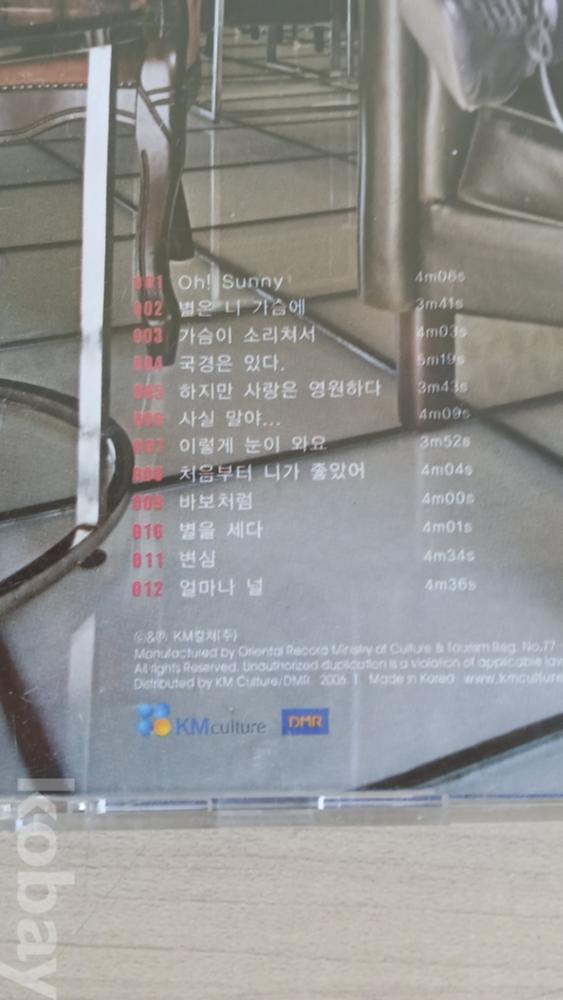 001 Oh! Sunny 4m06s
002 별은 니 가슴에 3m41s
003 가슴이 소리쳐서 4m03s
004 국경은 있다. 5m19s
005 하지만 사랑은 영원하다 3m43s
006 사실 말야... 4m09s
007 이렇게 눈이 와요 3m52s
008 처음부터 니가 좋았어 4m04s
009 바보처럼 4m00s
010 별을 세다 4m01s
011 변심 4m34s
012 얼마나 널 4m36s
ⓒ&ⓟ KM컬쳐(주)
Manufactured by Oriental Record Ministry of Culture & Tourism Reg. No.77
All rights Reserved. Unauthorized duplication is a violation of applicable law
Distributed by KM Culture/DMR. 2006. 1 Made in Korea www.kmculture
KMculture DMR
kobay